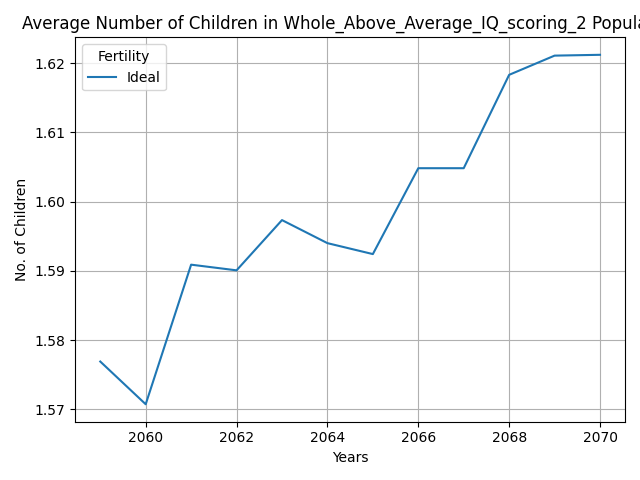 Average Number of Children in Whole_Above_Average_IQ_scoring_2 Popula
Fertility
Ideal
1.62
1.61
1.60
1.59
1.58
1.57
No. of Children
2060 2062 2064 2066 2068 2070
Years